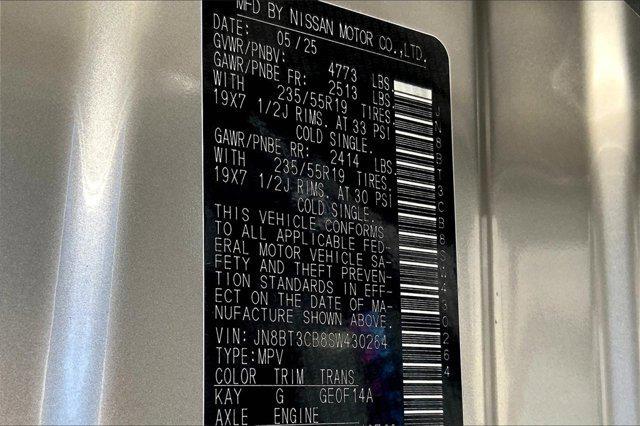 MFD BY NISSAN MOTOR CO.,LTD.
DATE: 05/25
GVWR/PNBV: 4773 LBS
GAWR/PNBE FR: 2513 LBS.
WITH 235/55R19 TIRES
19X7 1/2J RIMS. AT 33 PSI
COLD SINGLE.
GAWR/PNBE RR: 2414 LBS.
WITH 235/55R19 TIRES.
19X7 1/2J RIMS. AT 30 PSI
COLD SINGLE.
THIS VEHICLE CONFORMS
TO ALL APPLICABLE FED-
ERAL MOTOR VEHICLE SA-
FETY AND THEFT PREVEN-
TION STANDARDS IN EFF-
ECT ON THE DATE OF MA-
NUFACTURE SHOWN ABOVE.
VIN: JN8BT3CB8SW430264
TYPE:MPV
COLOR TRIM TRANS
KAY G GE0F14A
AXLE ENGINE
JN8BT3CB8SW430264